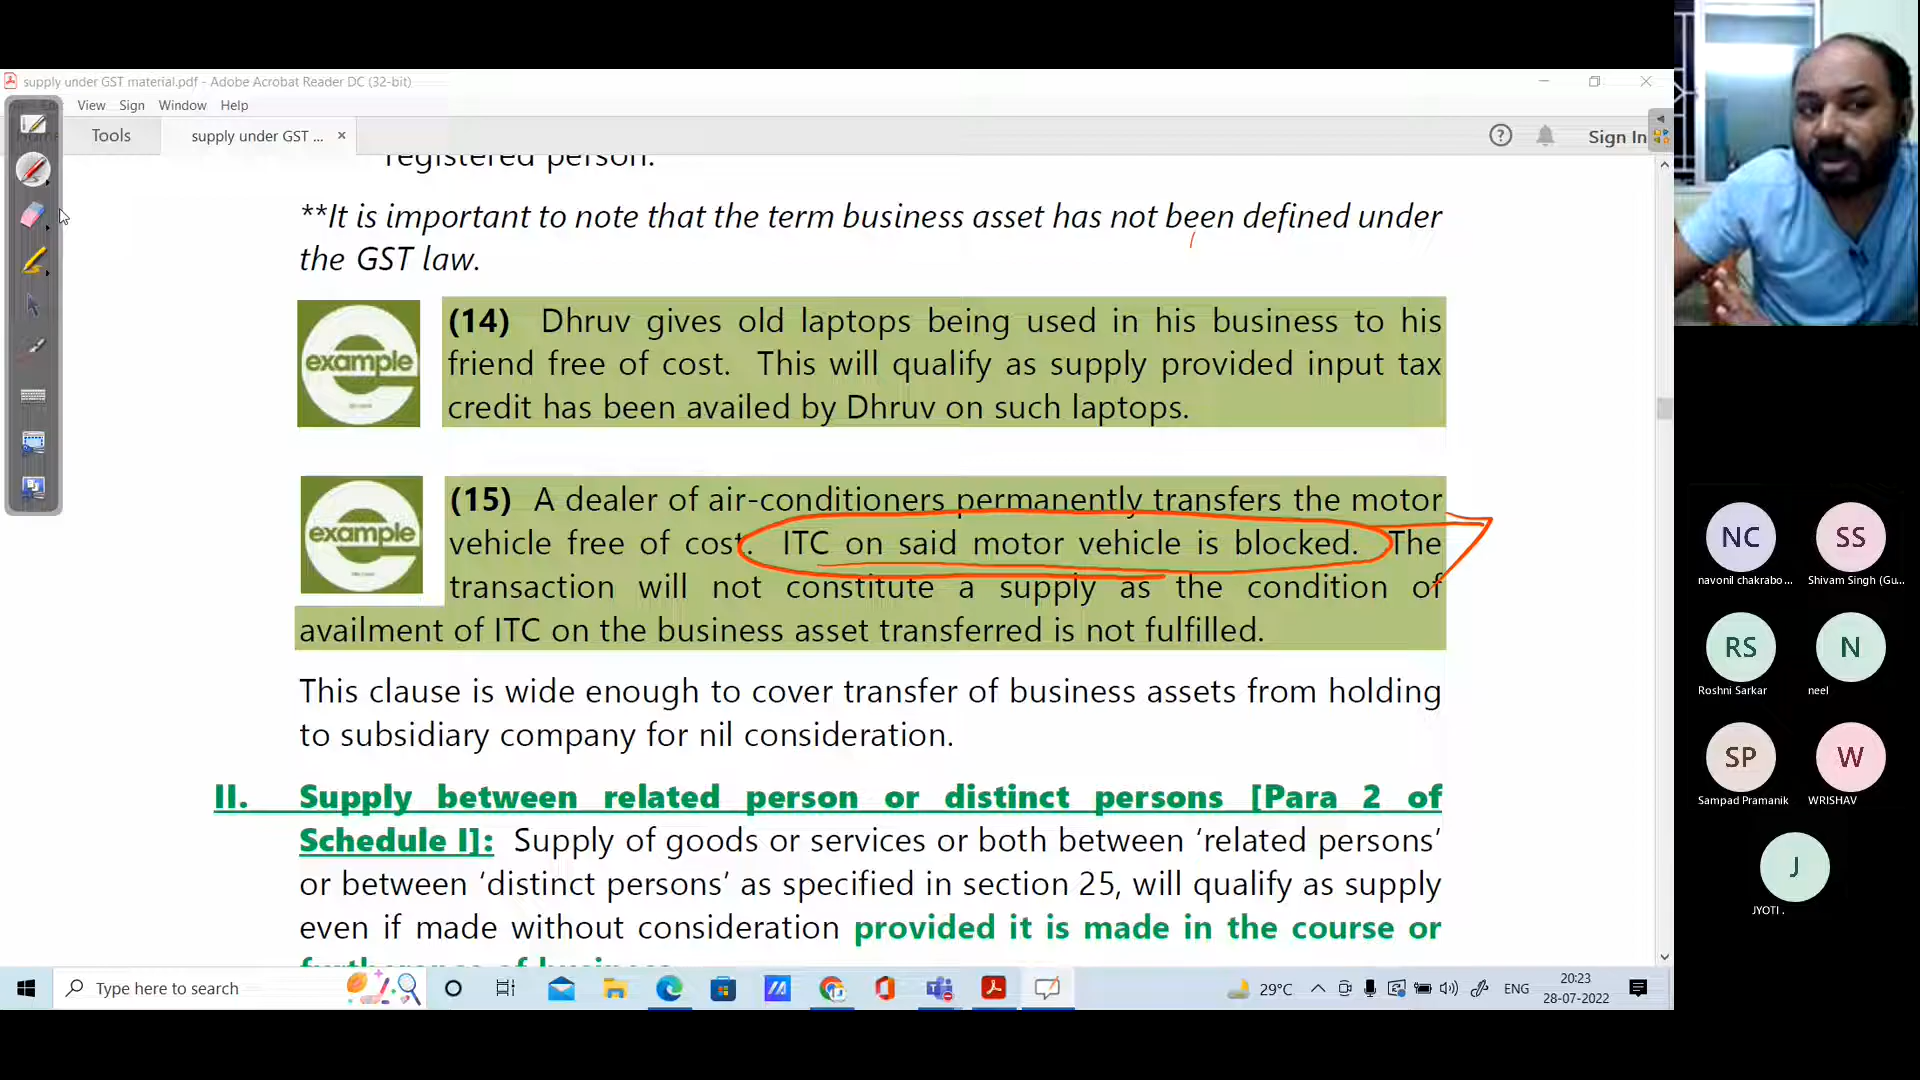 supply under GST material.pdf - Adobe Acrobat Reader DC (32-bit)
View Sign Window Help
Tools
supply under GST ...
Sign In
registered person.
**It is important to note that the term business asset has not been defined under
the GST law.
example
(14) Dhruv gives old laptops being used in his business to his
friend free of cost. This will qualify as supply provided input tax
credit has been availed by Dhruv on such laptops.
example
(15) A dealer of air-conditioners permanently transfers the motor
vehicle free of cost. ITC on said motor vehicle is blocked. The
transaction will not constitute a supply as the condition of
availment of ITC on the business asset transferred is not fulfilled.
This clause is wide enough to cover transfer of business assets from holding
to subsidiary company for nil consideration.
II. Supply between related person or distinct persons [Para 2 of
Schedule I]: Supply of goods or services or both between ‘related persons’
or between ‘distinct persons’ as specified in section 25, will qualify as supply
even if made without consideration provided it is made in the course or
furtherance of business
NC
navonil chakrabo...
SS
Shivam Singh (Gu...
RS
Roshni Sarkar
N
neel
SP
Sampad Pramanik
W
WRISHAV
J
JYOTI .
Type here to search
29°C
ENG
20:23
28-07-2022